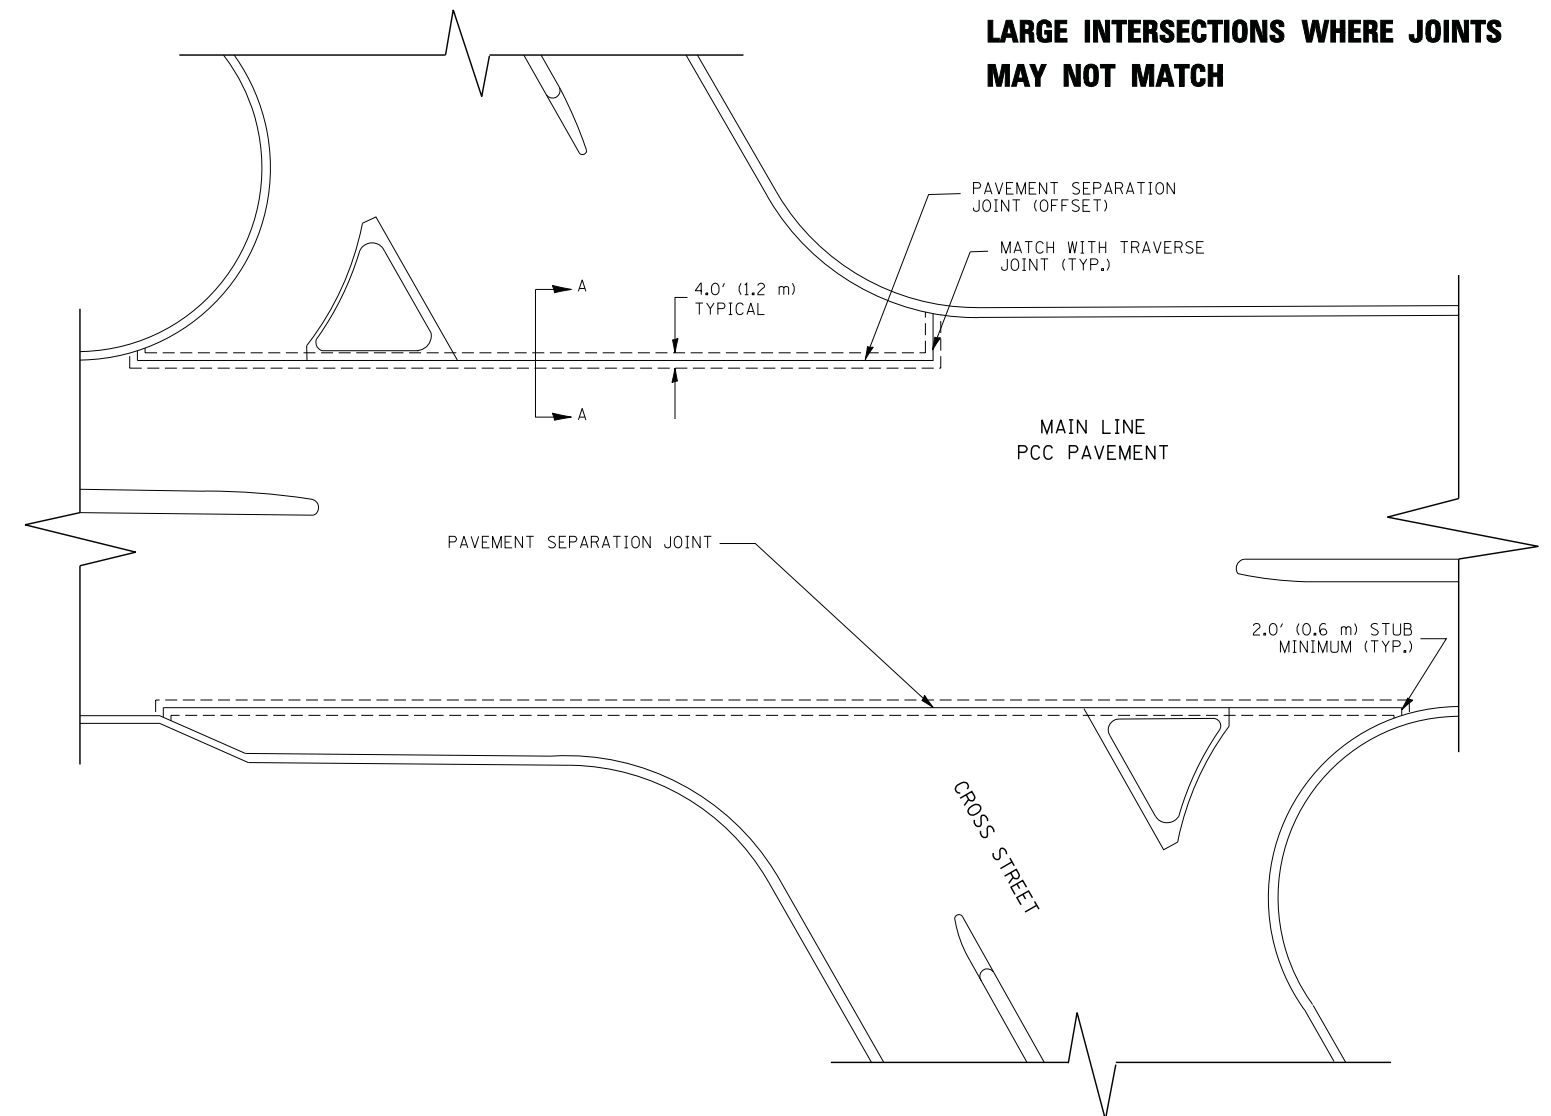 LARGE INTERSECTIONS WHERE JOINTS
MAY NOT MATCH
PAVEMENT SEPARATION
JOINT (OFFSET)
MATCH WITH TRAVERSE
JOINT (TYP.)
A
4.0' (1.2 m)
TYPICAL
A
MAIN LINE
PCC PAVEMENT
PAVEMENT SEPARATION JOINT
2.0' (0.6 m) STUB
MINIMUM (TYP.)
CROSS STREET